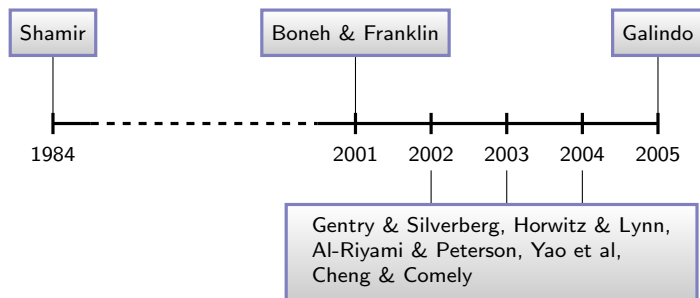 Shamir
Boneh & Franklin
Galindo
1984
2001
2002
2003
2004
2005
Gentry & Silverberg, Horwitz & Lynn,
Al-Riyami & Peterson, Yao et al,
Cheng & Comely